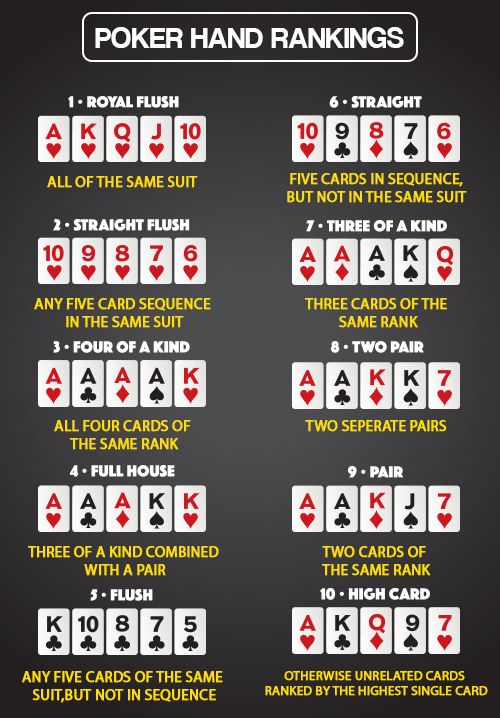 POKER HAND RANKINGS
1 • ROYAL FLUSH
A K Q J 10
ALL OF THE SAME SUIT
2 • STRAIGHT FLUSH
10 9 8 7 6
ANY FIVE CARD SEQUENCE
IN THE SAME SUIT
3 • FOUR OF A KIND
A A A A K
ALL FOUR CARDS OF
THE SAME RANK
4 • FULL HOUSE
A A A K K
THREE OF A KIND COMBINED
WITH A PAIR
5 • FLUSH
K 10 8 7 5
ANY FIVE CARDS OF THE SAME
SUIT,BUT NOT IN SEQUENCE
6 • STRAIGHT
10 9 8 7 6
FIVE CARDS IN SEQUENCE,
BUT NOT IN THE SAME SUIT
7 • THREE OF A KIND
A A A K Q
THREE CARDS OF THE
SAME RANK
8 • TWO PAIR
A A K K 7
TWO SEPERATE PAIRS
9 • PAIR
A A K J 7
TWO CARDS OF
THE SAME RANK
10 • HIGH CARD
A K Q 9 7
OTHERWISE UNRELATED CARDS
RANKED BY THE HIGHEST SINGLE CARD